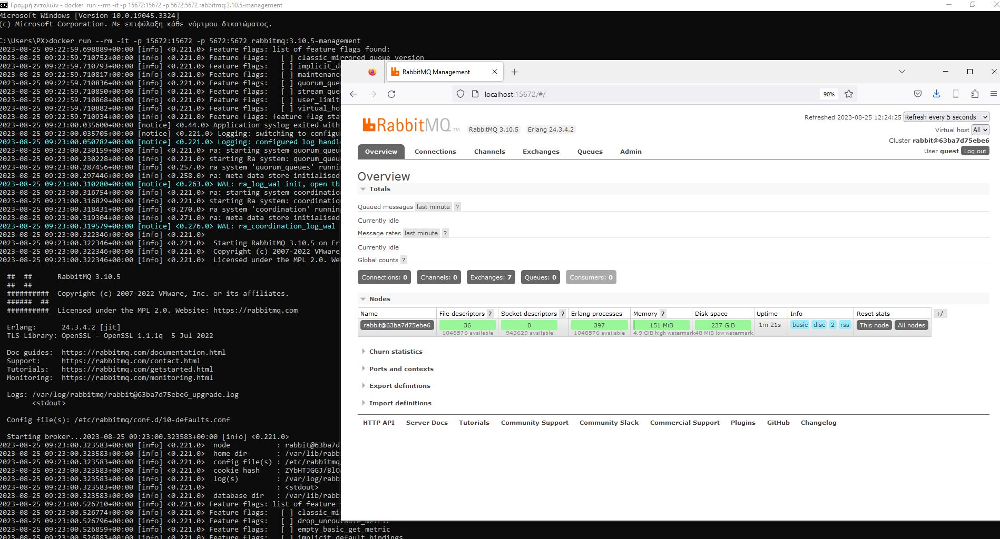 Γραμμή εντολών - docker run --rm -it -p 15672:15672 -p 5672:5672 rabbitmq:3.10.5-management
Microsoft Windows [Version 10.0.19045.3324]
(c) Microsoft Corporation. Με επιφύλαξη κάθε νόμιμου δικαιώματος.
C:\Users\PX>docker run --rm -it -p 15672:15672 -p 5672:5672 rabbitmq:3.10.5-management
2023-08-25 09:22:59.698889+00:00 [info] <0.221.0> Feature flags: list of feature flags found:
2023-08-25 09:22:59.710752+00:00 [info] <0.221.0> Feature flags:   [ ] classic_mirrored_queue_version
2023-08-25 09:22:59.710793+00:00 [info] <0.221.0> Feature flags:   [ ] implicit_d
2023-08-25 09:22:59.710817+00:00 [info] <0.221.0> Feature flags:   [ ] maintenanc
2023-08-25 09:22:59.710836+00:00 [info] <0.221.0> Feature flags:   [ ] quorum_que
2023-08-25 09:22:59.710850+00:00 [info] <0.221.0> Feature flags:   [ ] stream_que
2023-08-25 09:22:59.710868+00:00 [info] <0.221.0> Feature flags:   [ ] user_limit
2023-08-25 09:22:59.710882+00:00 [info] <0.221.0> Feature flags:   [ ] virtual_ho
2023-08-25 09:22:59.710934+00:00 [info] <0.221.0> Feature flags: feature flag sta
2023-08-25 09:23:00.035600+00:00 [notice] <0.44.0> Application syslog exited with
2023-08-25 09:23:00.035705+00:00 [notice] <0.221.0> Logging: switching to configu
2023-08-25 09:23:00.050782+00:00 [notice] <0.221.0> Logging: configured log handl
2023-08-25 09:23:00.230159+00:00 [info] <0.221.0> ra: starting system quorum_queu
2023-08-25 09:23:00.230228+00:00 [info] <0.221.0> starting Ra system: quorum_queu
2023-08-25 09:23:00.287456+00:00 [info] <0.257.0> ra system 'quorum_queues' runni
2023-08-25 09:23:00.297446+00:00 [info] <0.258.0> ra: meta data store initialised
2023-08-25 09:23:00.310280+00:00 [notice] <0.263.0> WAL: ra_log_wal init, open tb
2023-08-25 09:23:00.316754+00:00 [info] <0.221.0> ra: starting system coordinatio
2023-08-25 09:23:00.316829+00:00 [info] <0.221.0> starting Ra system: coordinatio
2023-08-25 09:23:00.318431+00:00 [info] <0.270.0> ra system 'coordination' runnin
2023-08-25 09:23:00.319304+00:00 [info] <0.271.0> ra: meta data store initialised
2023-08-25 09:23:00.319579+00:00 [notice] <0.276.0> WAL: ra_coordination_log_wal
2023-08-25 09:23:00.322346+00:00 [info] <0.221.0>
2023-08-25 09:23:00.322346+00:00 [info] <0.221.0>  Starting RabbitMQ 3.10.5 on Er
2023-08-25 09:23:00.322346+00:00 [info] <0.221.0>  Copyright (c) 2007-2022 VMware
2023-08-25 09:23:00.322346+00:00 [info] <0.221.0>  Licensed under the MPL 2.0. We
##  ##      RabbitMQ 3.10.5
##  ##
##########  Copyright (c) 2007-2022 VMware, Inc. or its affiliates.
######  ##
##########  Licensed under the MPL 2.0. Website: https://rabbitmq.com
Erlang:      24.3.4.2 [jit]
TLS Library: OpenSSL - OpenSSL 1.1.1q  5 Jul 2022
Doc guides:  https://rabbitmq.com/documentation.html
Support:     https://rabbitmq.com/contact.html
Tutorials:   https://rabbitmq.com/getstarted.html
Monitoring:  https://rabbitmq.com/monitoring.html
Logs: /var/log/rabbitmq/rabbit@63ba7d75ebe6_upgrade.log
<stdout>
Config file(s): /etc/rabbitmq/conf.d/10-defaults.conf
Starting broker...2023-08-25 09:23:00.323583+00:00 [info] <0.221.0>
2023-08-25 09:23:00.323583+00:00 [info] <0.221.0>  node           : rabbit@63ba7d
2023-08-25 09:23:00.323583+00:00 [info] <0.221.0>  home dir       : /var/lib/rabb
2023-08-25 09:23:00.323583+00:00 [info] <0.221.0>  config file(s) : /etc/rabbitmq
2023-08-25 09:23:00.323583+00:00 [info] <0.221.0>  cookie hash    : ZYbHTJGGJ/BlO
2023-08-25 09:23:00.323583+00:00 [info] <0.221.0>  log(s)         : /var/log/rabb
2023-08-25 09:23:00.323583+00:00 [info] <0.221.0>                 : <stdout>
2023-08-25 09:23:00.323583+00:00 [info] <0.221.0>  database dir   : /var/lib/rabb
2023-08-25 09:23:00.526710+00:00 [info] <0.221.0> Feature flags: list of feature
2023-08-25 09:23:00.526774+00:00 [info] <0.221.0> Feature flags:   [ ] classic_mi
2023-08-25 09:23:00.526796+00:00 [info] <0.221.0> Feature flags:   [ ] drop_unroutable_metric
2023-08-25 09:23:00.526859+00:00 [info] <0.221.0> Feature flags:   [ ] empty_basic_get_metric
2023-08-25 09:23:00.526883+00:00 [info] <0.221.0> Feature flags:   [ ] implicit_default_bindings
RabbitMQ Management
localhost:15672/#/
90%
RabbitMQ TM RabbitMQ 3.10.5 Erlang 24.3.4.2
Refreshed 2023-08-25 12:24:25 Refresh every 5 seconds
Virtual host All
Cluster rabbit@63ba7d75ebe6
User guest Log out
Overview Connections Channels Exchanges Queues Admin
Overview
Totals
Queued messages last minute ?
Currently idle
Message rates last minute ?
Currently idle
Global counts ?
Connections: 0 Channels: 0 Exchanges: 7 Queues: 0 Consumers: 0
Nodes
Name File descriptors ? Socket descriptors ? Erlang processes Memory ? Disk space Uptime Info Reset stats +/-
rabbit@63ba7d75ebe6 36 0 397 151 MiB 237 GiB 1m 21s basic disc 2 rss This node All nodes
1048576 available 943629 available 1048576 available 4.9 GiB high watermark 48 MiB low watermark
Churn statistics
Ports and contexts
Export definitions
Import definitions
HTTP API Server Docs Tutorials Community Support Community Slack Commercial Support Plugins GitHub Changelog